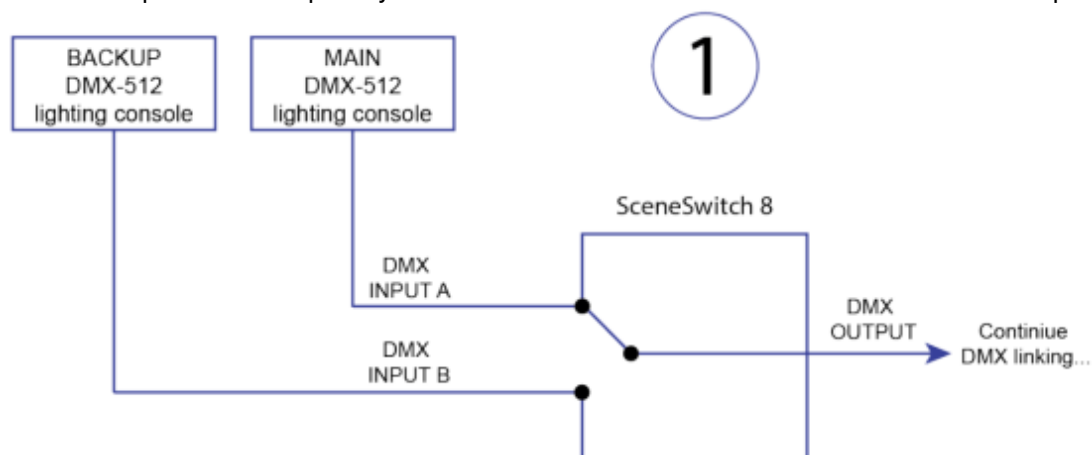 BACKUP
DMX-512
lighting console
MAIN
DMX-512
lighting console
1
SceneSwitch 8
DMX
INPUT A
DMX
OUTPUT
Continiue
DMX linking...
DMX
INPUT B